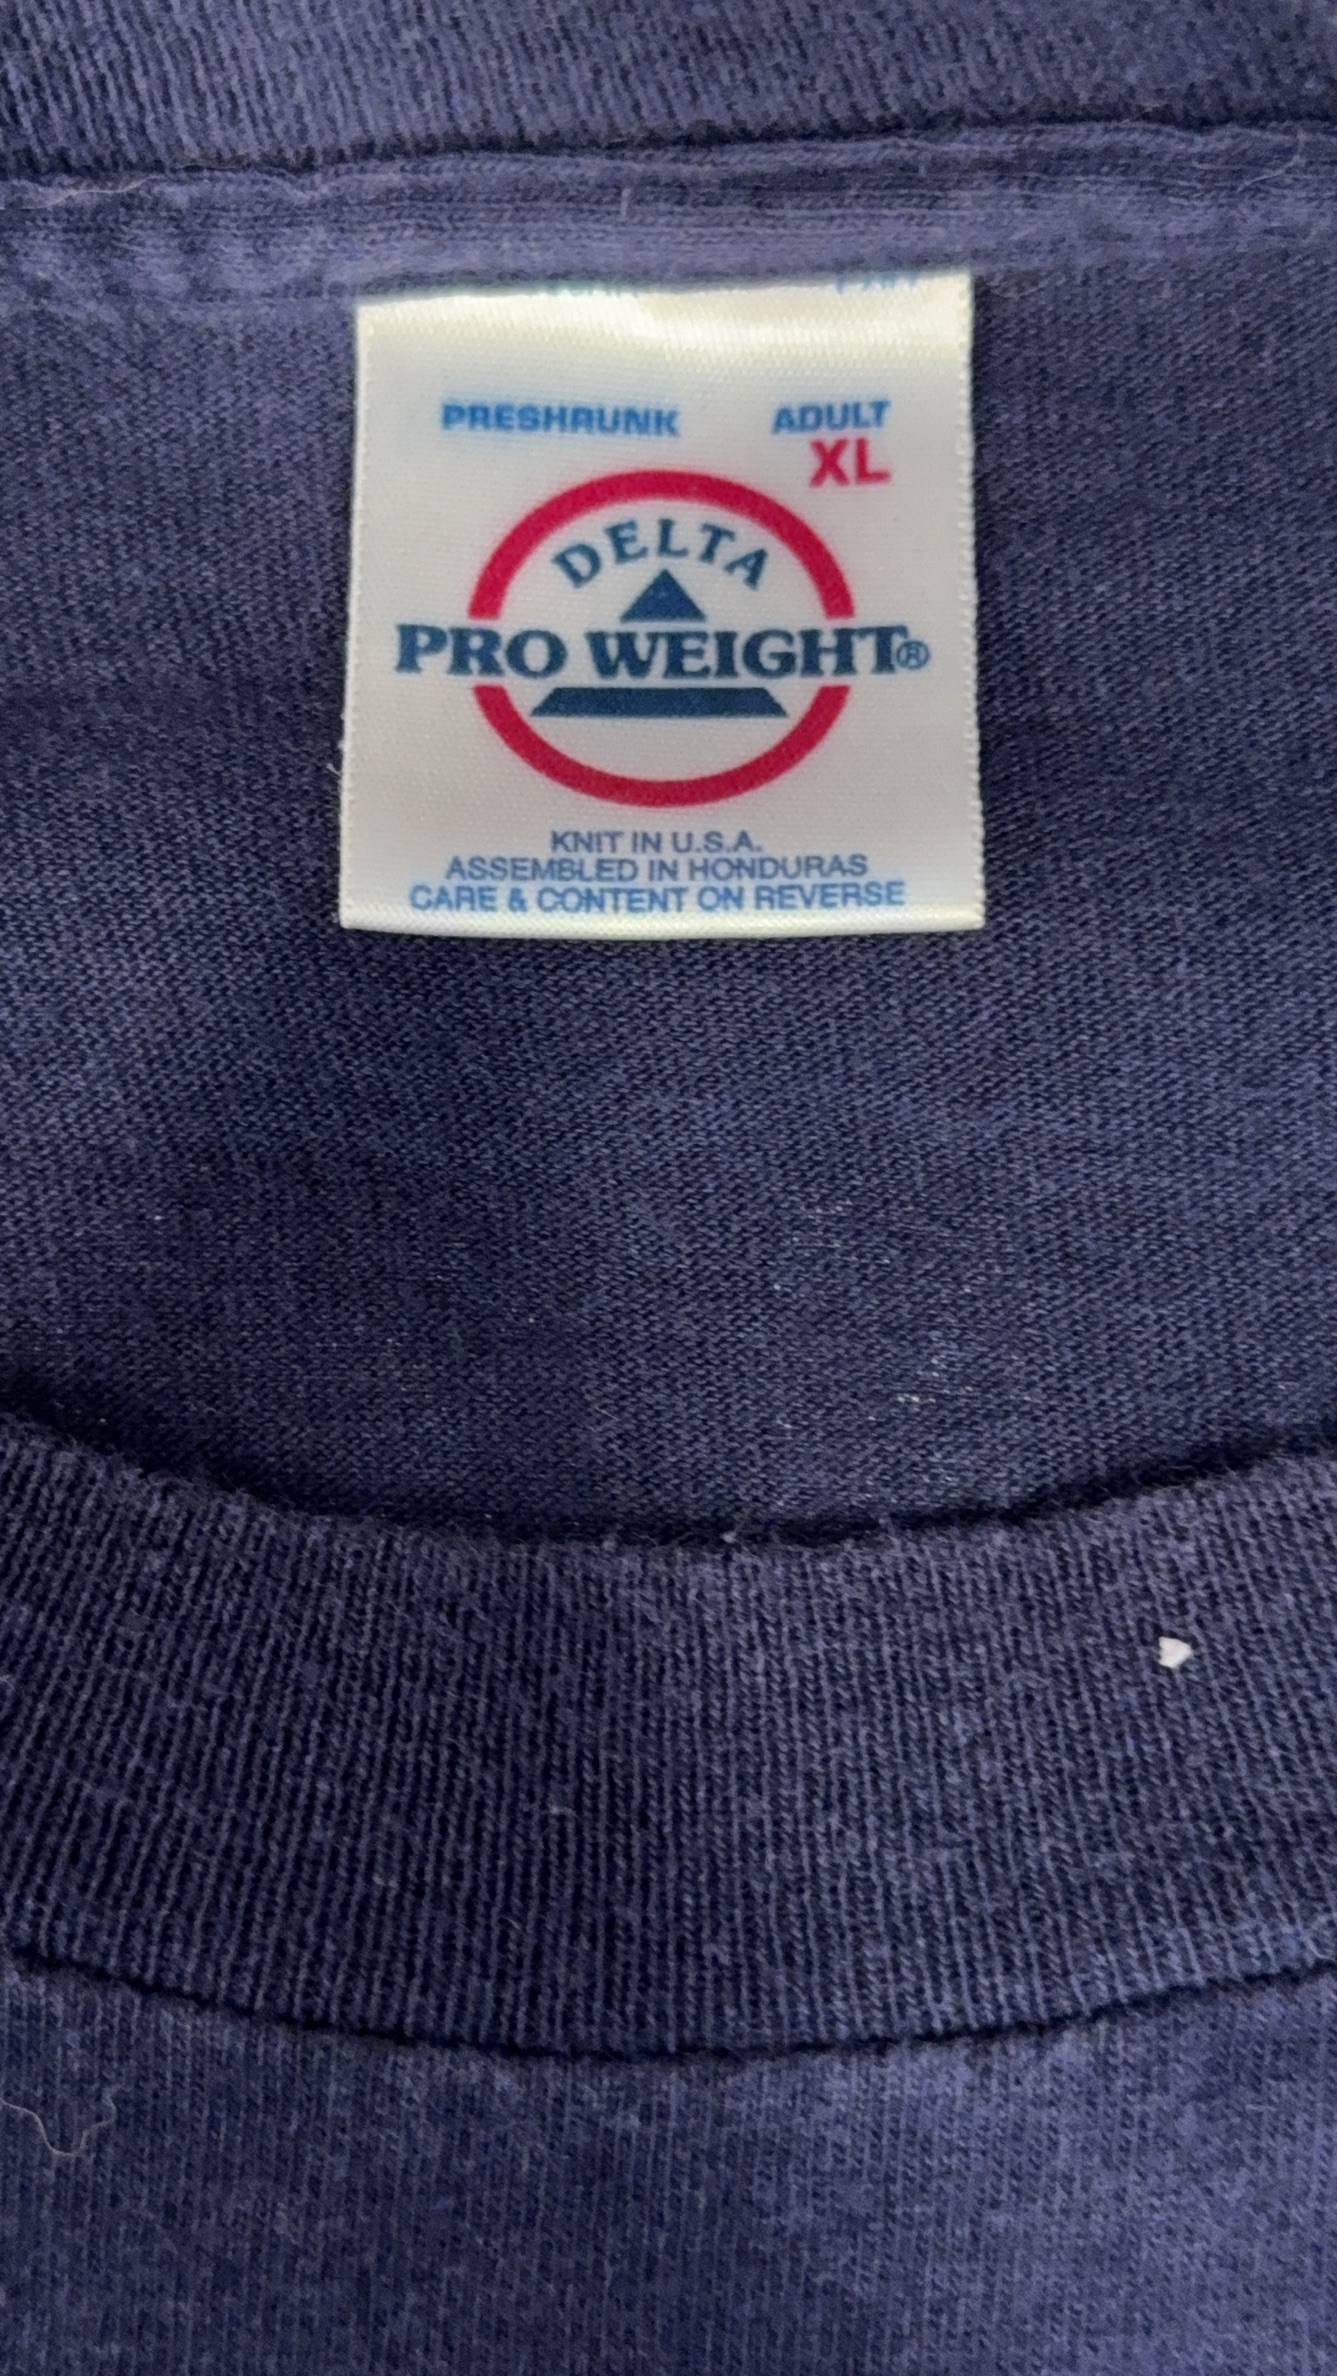 PRESHRUNK
ADULT
XL
DELTA
PRO WEIGHT®
KNIT IN U.S.A.
ASSEMBLED IN HONDURAS
CARE & CONTENT ON REVERSE